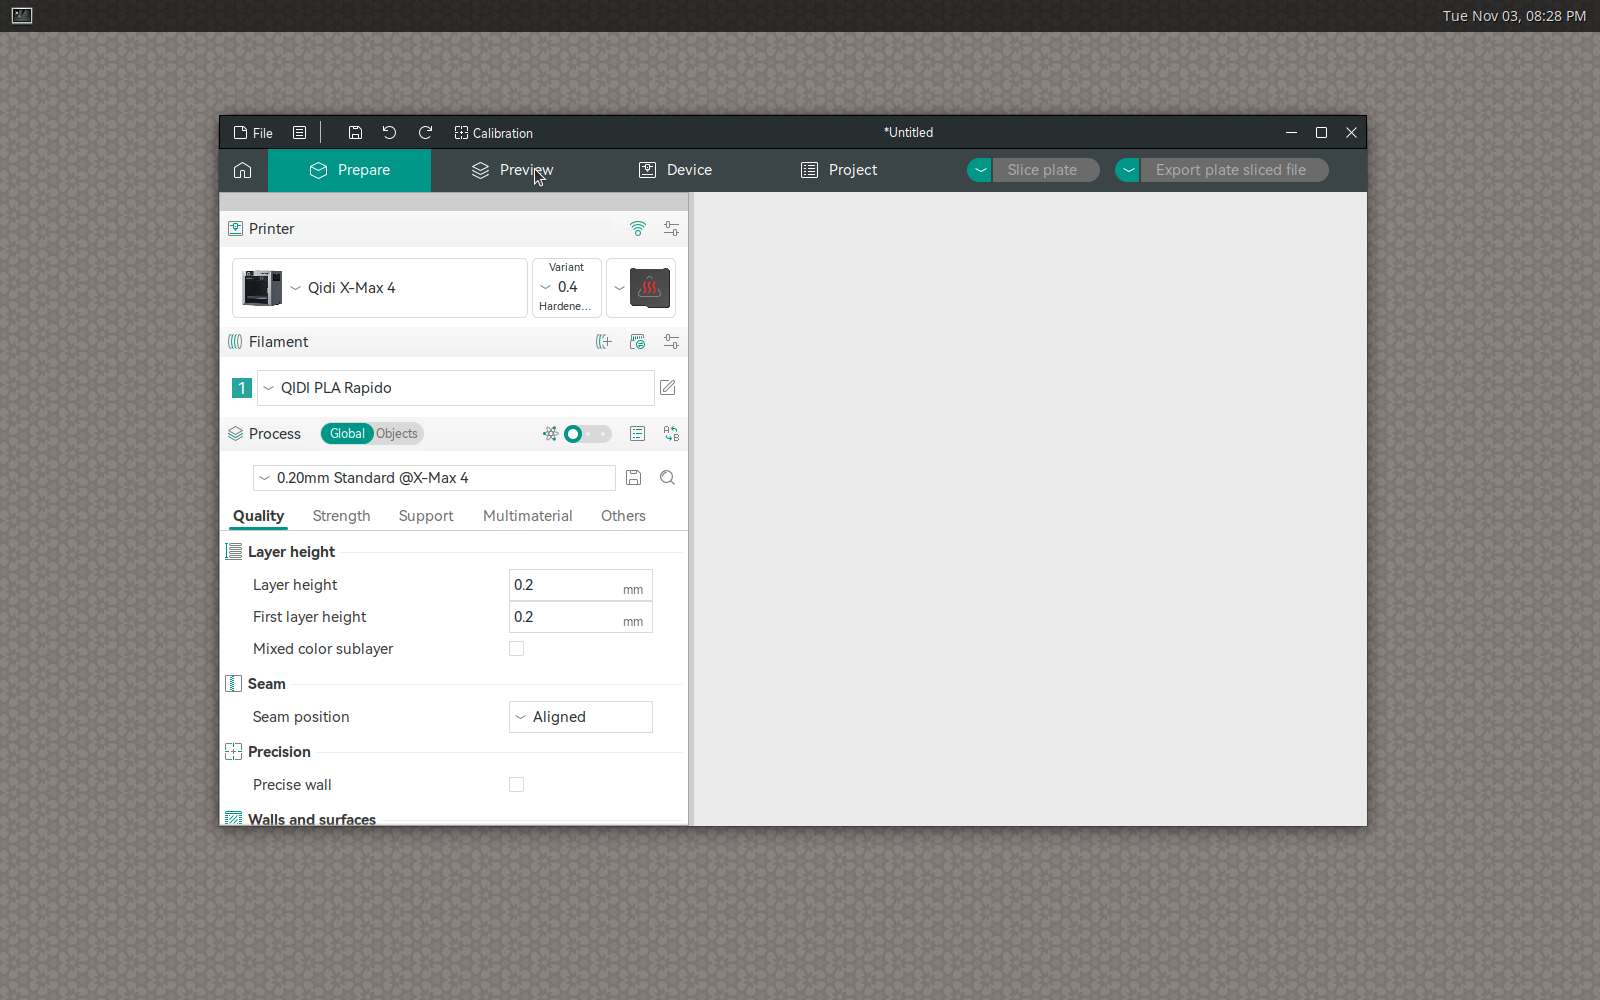 Tue Nov 03, 08:28 PM
File
Calibration
*Untitled
Prepare
Preview
Device
Project
Slice plate
Export plate sliced file
Printer
Qidi X-Max 4
Variant
0.4
Hardene...
Filament
1
QIDI PLA Rapido
Process
Global
Objects
0.20mm Standard @X-Max 4
Quality
Strength
Support
Multimaterial
Others
Layer height
Layer height
0.2
mm
First layer height
0.2
mm
Mixed color sublayer
Seam
Seam position
Aligned
Precision
Precise wall
Walls and surfaces